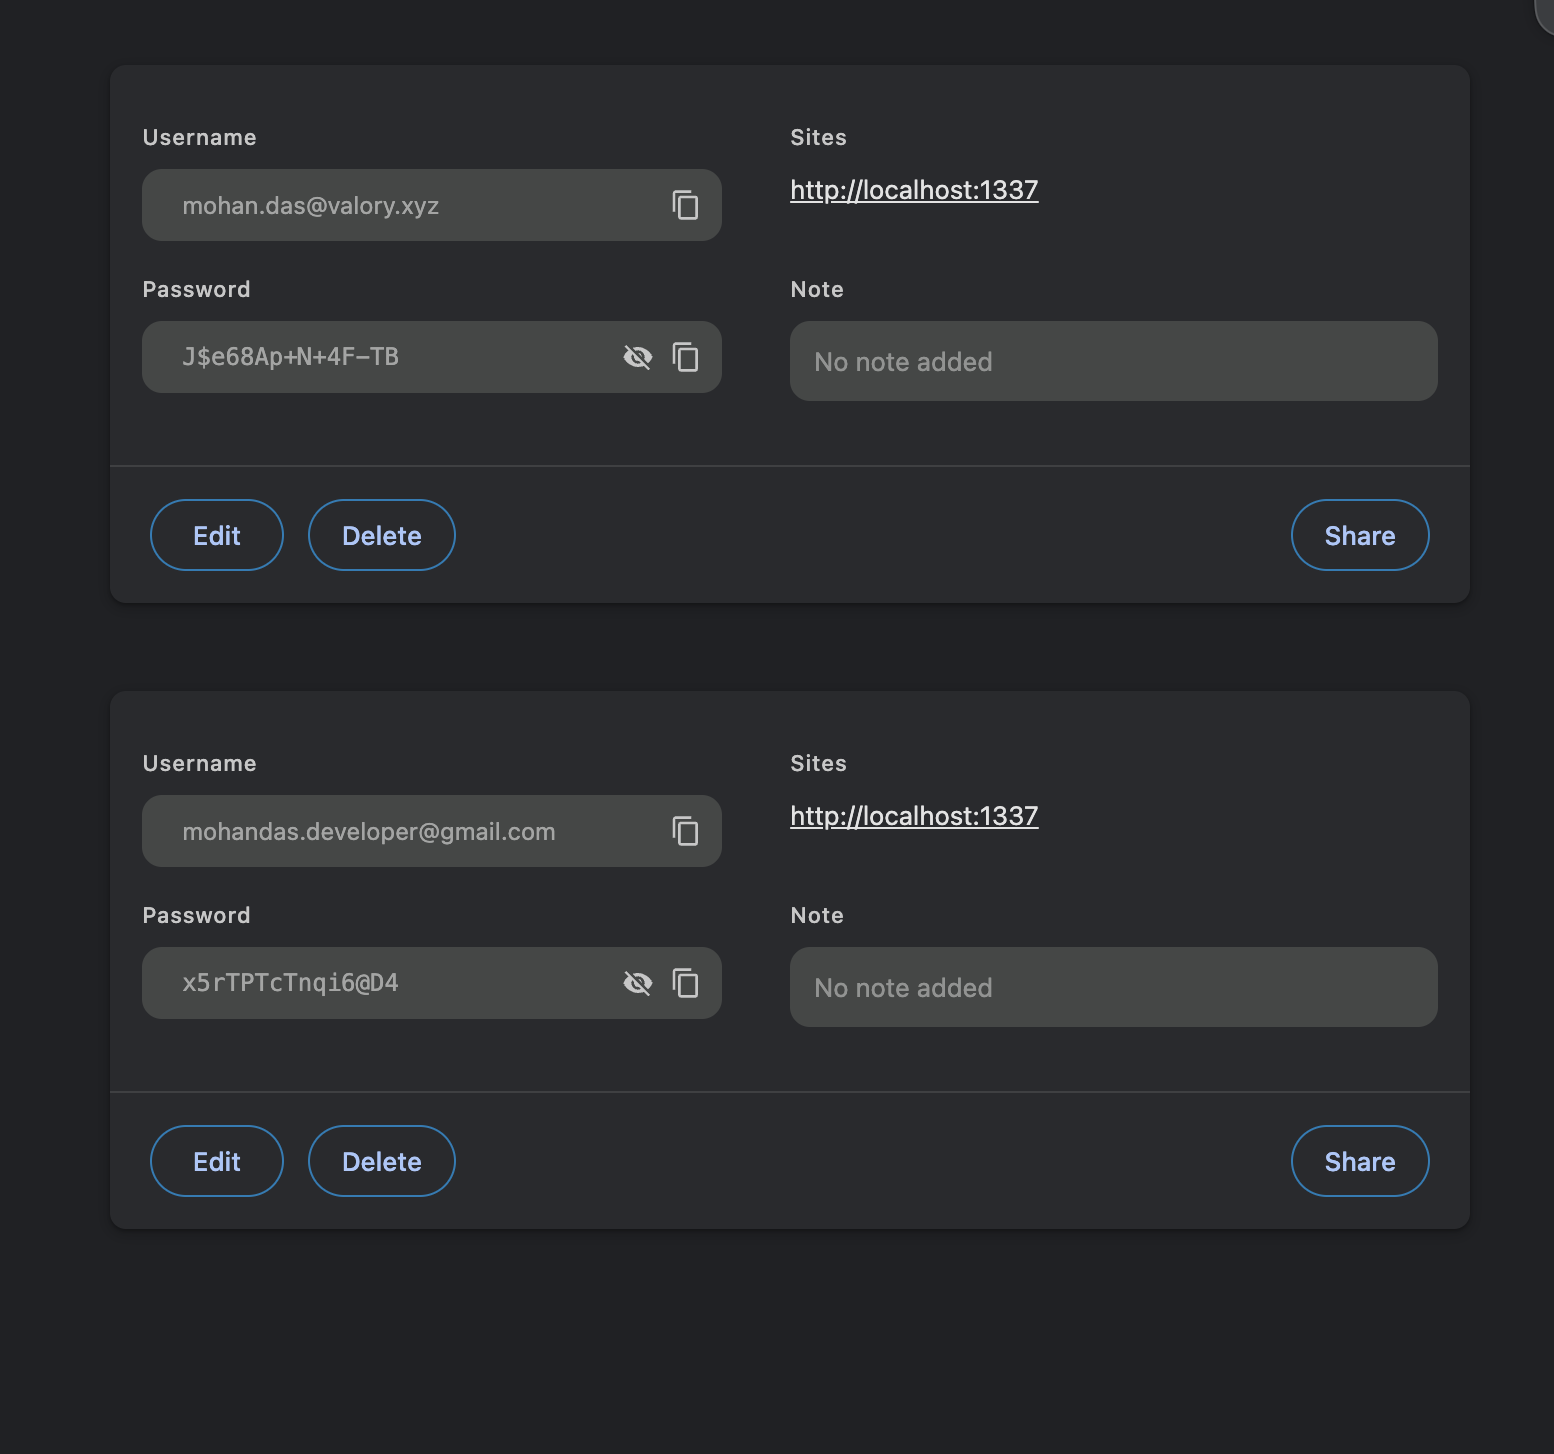 Username
mohan.das@valory.xyz
Sites
http://localhost:1337
Password
J$e68Ap+N+4F-TB
Note
No note added
Edit
Delete
Share
Username
mohandas.developer@gmail.com
Sites
http://localhost:1337
Password
x5rTPTcTnqi6@D4
Note
No note added
Edit
Delete
Share